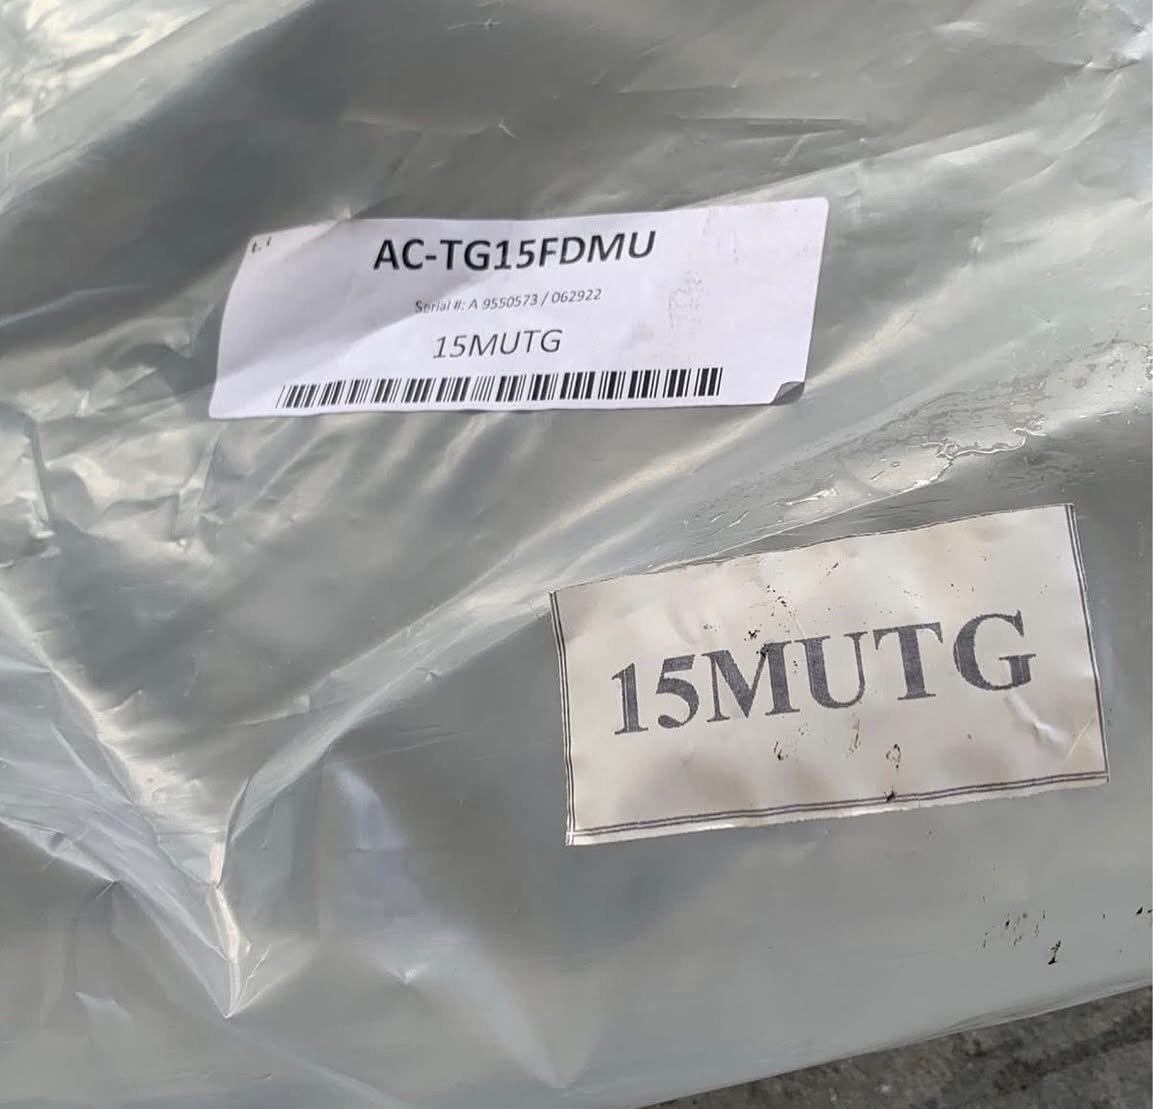 AC-TG15FDMU
Serial #: A 9550573 / 062922
15MUTG
15MUTG